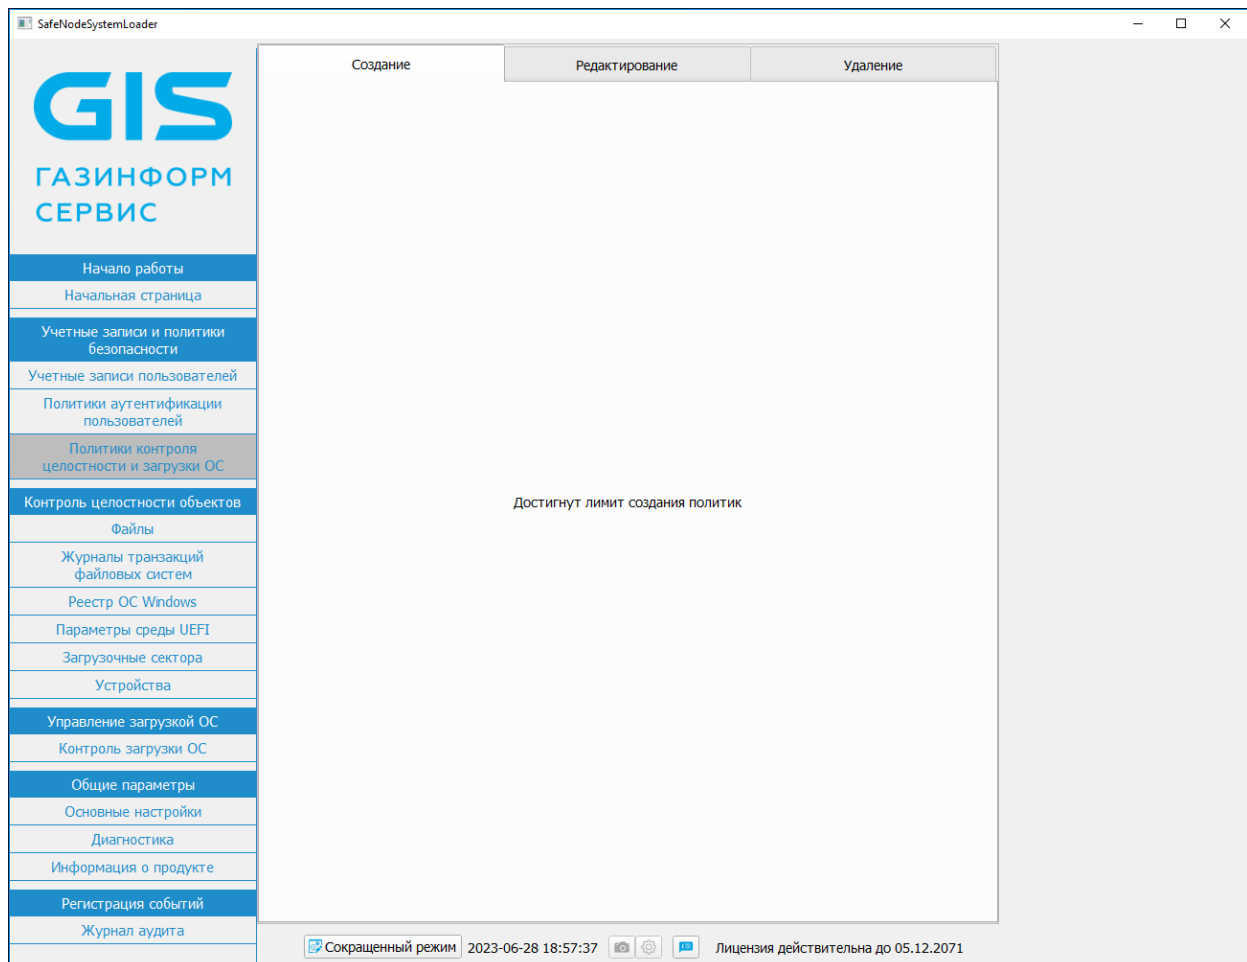 SafeNodeSystemLoader
GIS
ГАЗИНФОРМ
СЕРВИС
Начало работы
Начальная страница
Учетные записи и политики
безопасности
Учетные записи пользователей
Политики аутентификации
пользователей
Политики контроля
целостности и загрузки ОС
Контроль целостности объектов
Файлы
Журналы транзакций
файловых систем
Реестр ОС Windows
Параметры среды UEFI
Загрузочные сектора
Устройства
Управление загрузкой ОС
Контроль загрузки ОС
Общие параметры
Основные настройки
Диагностика
Информация о продукте
Регистрация событий
Журнал аудита
Создание
Редактирование
Удаление
Достигнут лимит создания политик
Сокращенный режим
2023-06-28 18:57:37
Лицензия действительна до 05.12.2071